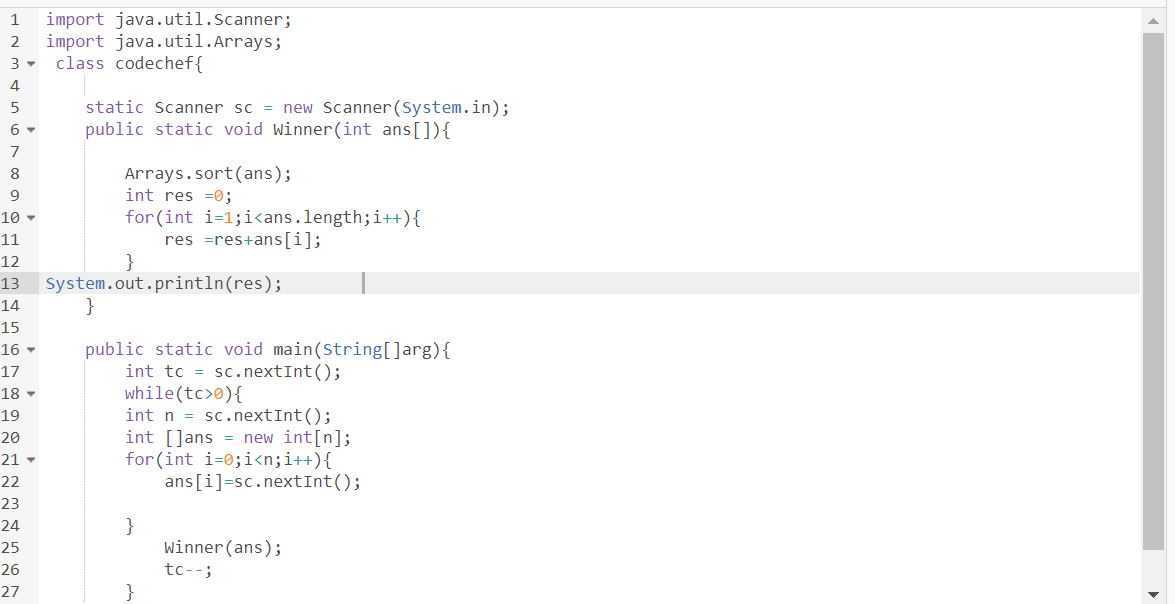 1 import java.util.Scanner;
2 import java.util.Arrays;
3 class codechef{
4
5 static Scanner sc = new Scanner(System.in);
6 public static void Winner(int ans[]){
7
8 Arrays.sort(ans);
9 int res =0;
10 for(int i=1;i<ans.length;i++){
11 res =res+ans[i];
12 }
13 System.out.println(res);
14 }
15
16 public static void main(String[]arg){
17 int tc = sc.nextInt();
18 while(tc>0){
19 int n = sc.nextInt();
20 int []ans = new int[n];
21 for(int i=0;i<n;i++){
22 ans[i]=sc.nextInt();
23
24 }
25 Winner(ans);
26 tc--;
27 }